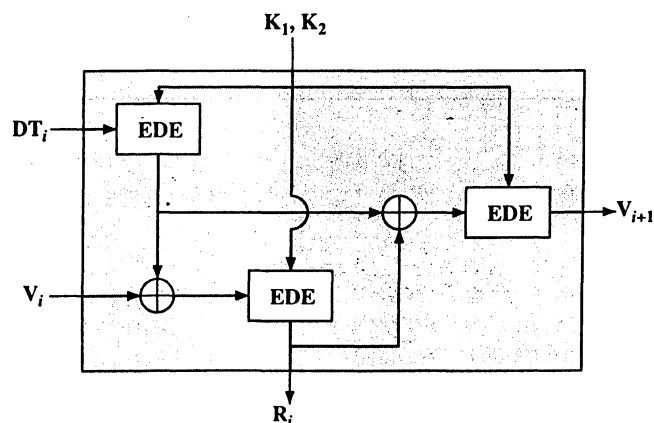 K₁, K₂
EDE
DTᵢ
EDE
Vᵢ₊₁
Vᵢ
EDE
Rᵢ